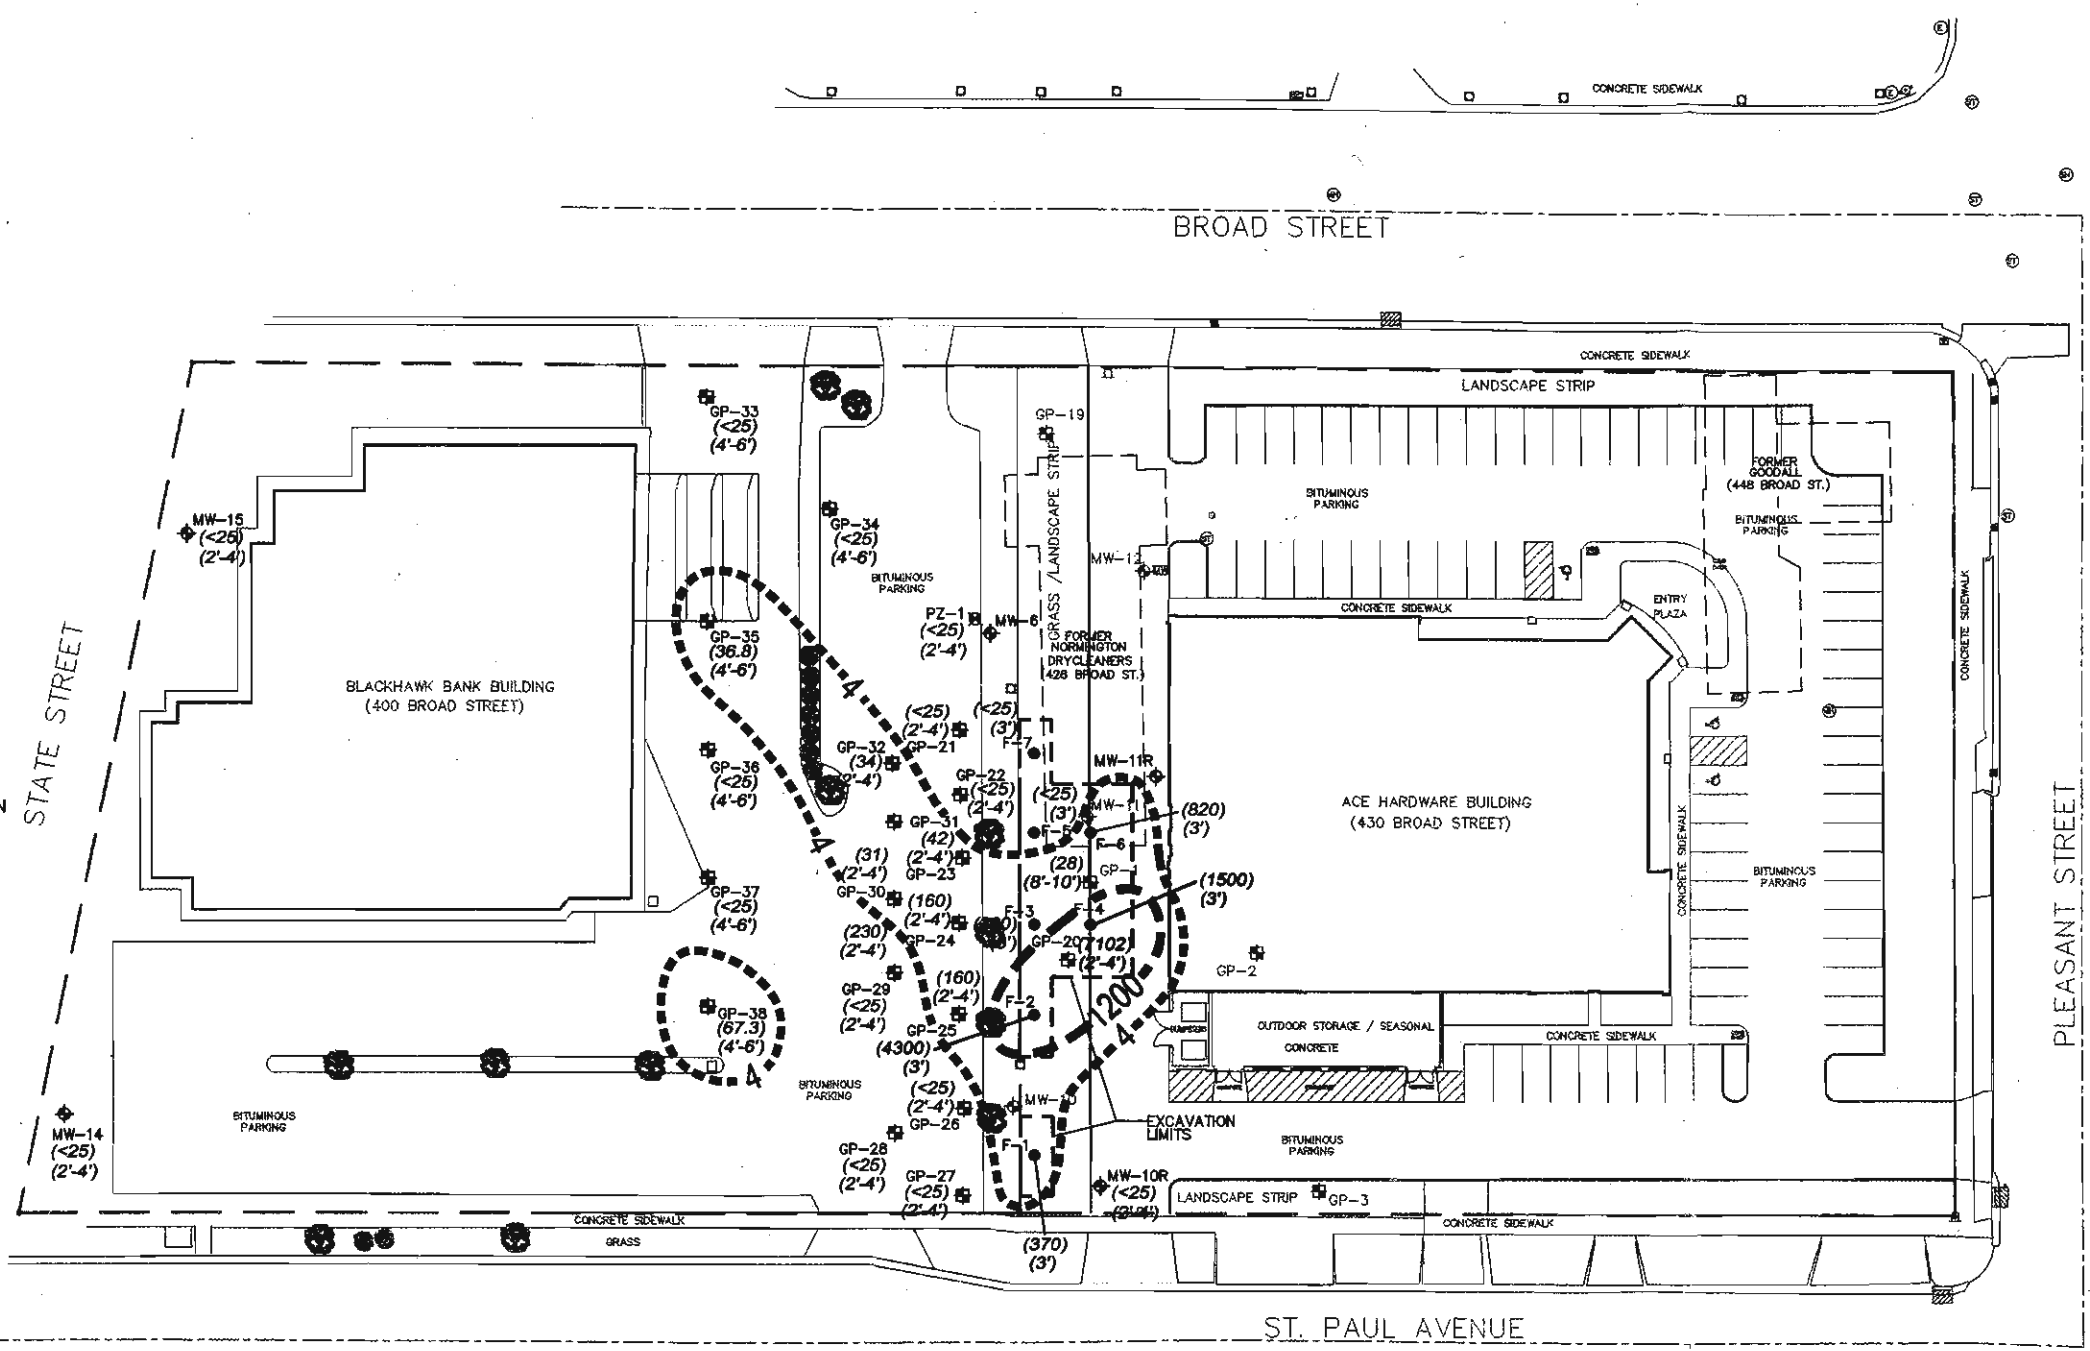 CONCRETE SIDEWALK
BROAD STREET
CONCRETE SIDEWALK
LANDSCAPE STRIP
GP-33
(<25)
(4'-6')
GP-19
GRASS /LANDSCAPE STRIP
FORMER
GOODALL
(448 BROAD ST.)
BITUMINOUS
PARKING
BITUMINOUS
PARKING
MW-15
(<25)
(2'-4')
GP-34
(<25)
(4'-6')
MW-12
BITUMINOUS
PARKING
CONCRETE SIDEWALK
ENTRY
PLAZA
CONCRETE SIDEWALK
PZ-1
(<25)
(2'-4')
MW-6
GP-35
(36.8)
(4'-6')
FORMER
NORMINGTON
DRYCLEANERS
428 BROAD ST.)
STATE STREET
BLACKHAWK BANK BUILDING
(400 BROAD STREET)
4
(<25)
(2'-4')
GP-21
(<25)
(3')
F-7
GP-32
(34)
(2'-4')
GP-36
(<25)
(4'-6')
GP-22
(<25)
(2'-4')
MW-11R
(<25)
(3')
F-5
MW-11
F-6
(820)
(3')
ACE HARDWARE BUILDING
(430 BROAD STREET)
CONCRETE SIDEWALK
PLEASANT STREET
4
GP-31
(42)
(2'-4')
GP-23
(31)
(2'-4')
GP-30
(28)
(8'-10')
GP-1
(1500)
(3')
BITUMINOUS
PARKING
GP-37
(<25)
(4'-6')
(160)
(2'-4')
GP-24
F-3
F-4
GP-20
(7102)
(2'-4')
(230)
(2'-4')
GP-29
(<25)
(2'-4')
(160)
(2'-4')
GP-25
F-2
(4300)
(3')
1200
4
GP-2
GP-38
(67.3)
(4'-6')
4
OUTDOOR STORAGE / SEASONAL
CONCRETE
CONCRETE SIDEWALK
BITUMINOUS
PARKING
BITUMINOUS
PARKING
(<25)
(2'-4')
GP-26
MW-10
F-1
EXCAVATION
LIMITS
BITUMINOUS
PARKING
MW-14
(<25)
(2'-4')
GP-28
(<25)
(2'-4')
GP-27
(<25)
(2'-4')
MW-10R
(<25)
(2'-4')
LANDSCAPE STRIP
GP-3
CONCRETE SIDEWALK
GRASS
CONCRETE SIDEWALK
(370)
(3')
ST. PAUL AVENUE